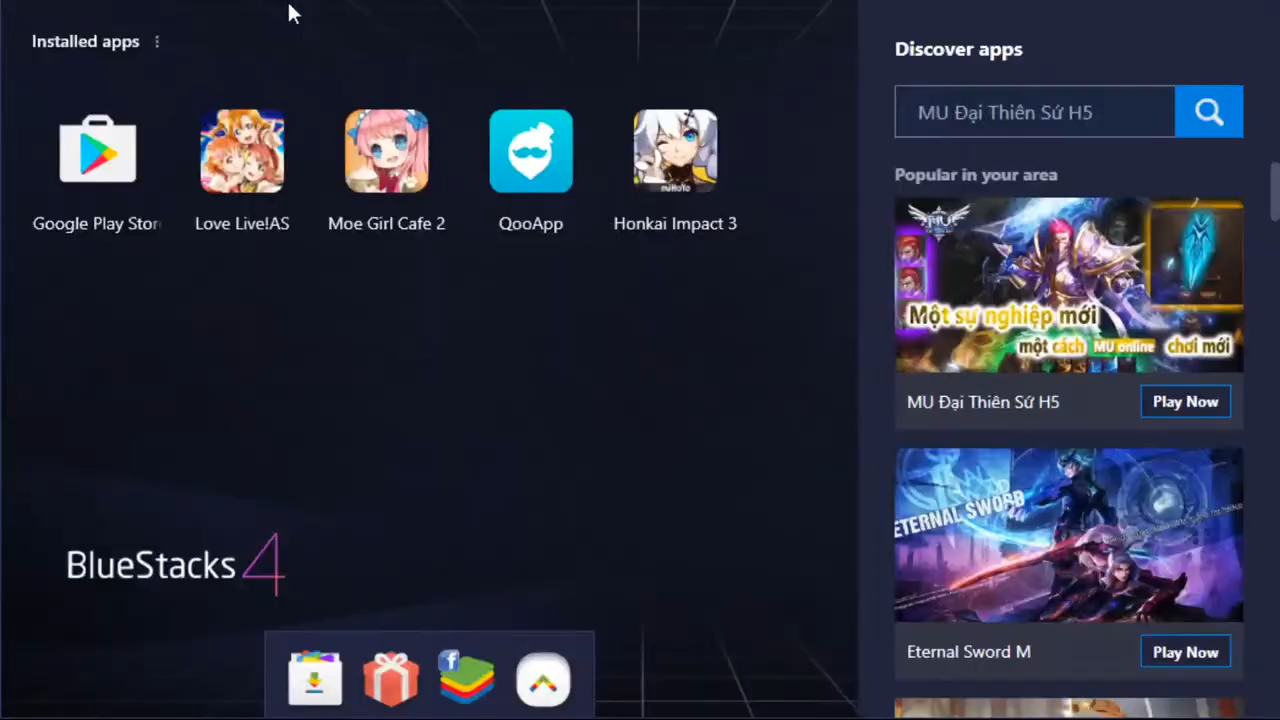 Installed apps
Google Play Stor
Love Live!AS
Moe Girl Cafe 2
QooApp
miHoYo
Honkai Impact 3
BlueStacks 4
Discover apps
MU Đại Thiên Sứ H5
Popular in your area
Một sự nghiệp mới
một cách MU online chơi mới
MU Đại Thiên Sứ H5
Play Now
ETERNAL SWORD
Eternal Sword M
Play Now